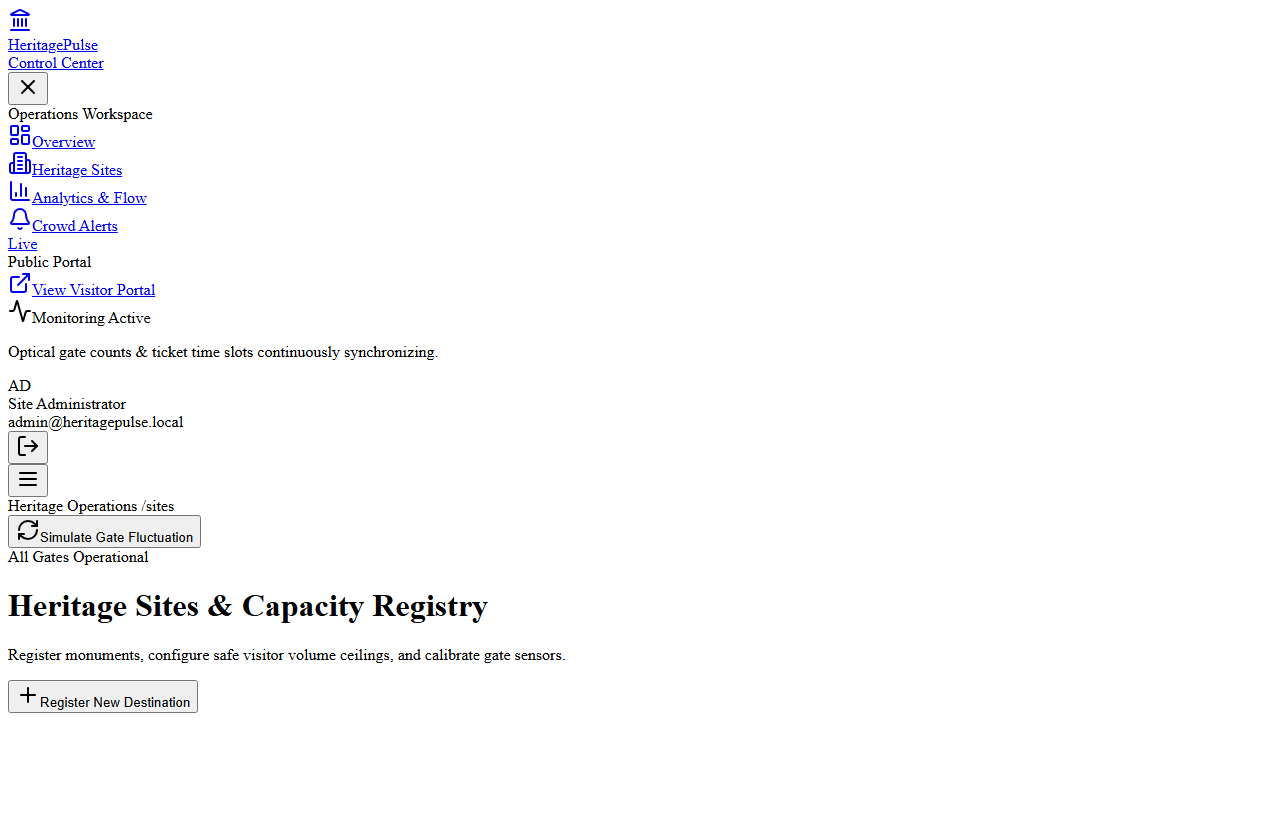 HeritagePulse
Control Center
Operations Workspace
Overview
Heritage Sites
Analytics & Flow
Crowd Alerts
Live
Public Portal
View Visitor Portal
Monitoring Active
Optical gate counts & ticket time slots continuously synchronizing.
AD
Site Administrator
admin@heritagepulse.local
Heritage Operations /sites
Simulate Gate Fluctuation
All Gates Operational
Heritage Sites & Capacity Registry
Register monuments, configure safe visitor volume ceilings, and calibrate gate sensors.
Register New Destination